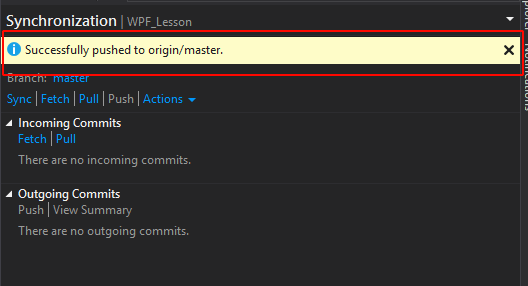 Synchronization | WPF_Lesson
Successfully pushed to origin/master.
Branch: master
Sync | Fetch | Pull | Push | Actions
Incoming Commits
Fetch | Pull
There are no incoming commits.
Outgoing Commits
Push | View Summary
There are no outgoing commits.
Notifications